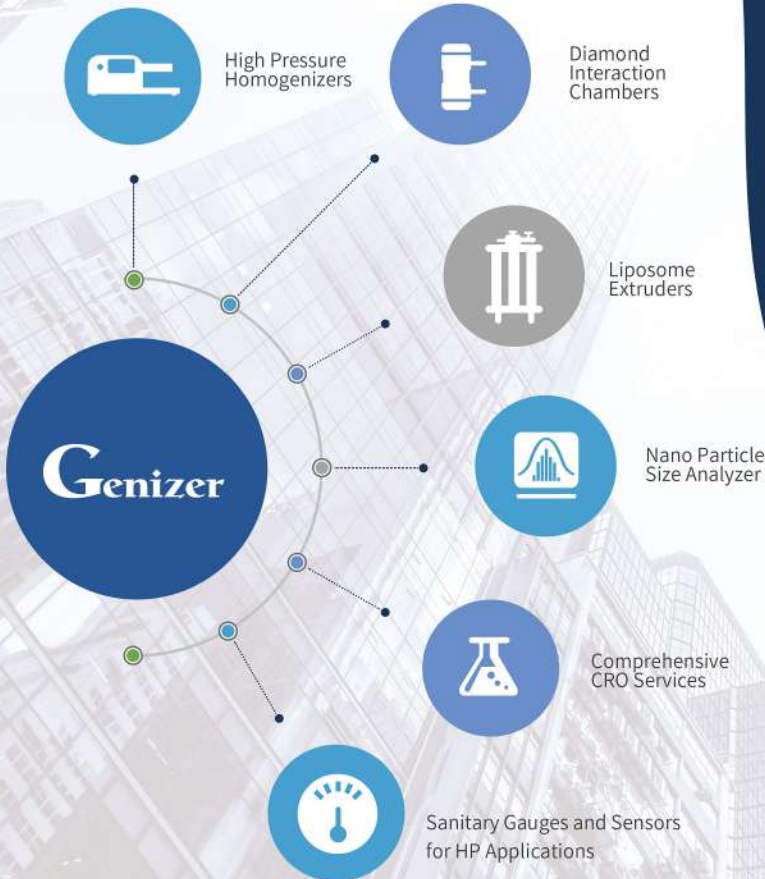 High Pressure
Homogenizers
Diamond
Interaction
Chambers
Liposome
Extruders
Genizer
Nano Particle
Size Analyzer
Comprehensive
CRO Services
Sanitary Gauges and Sensors
for HP Applications